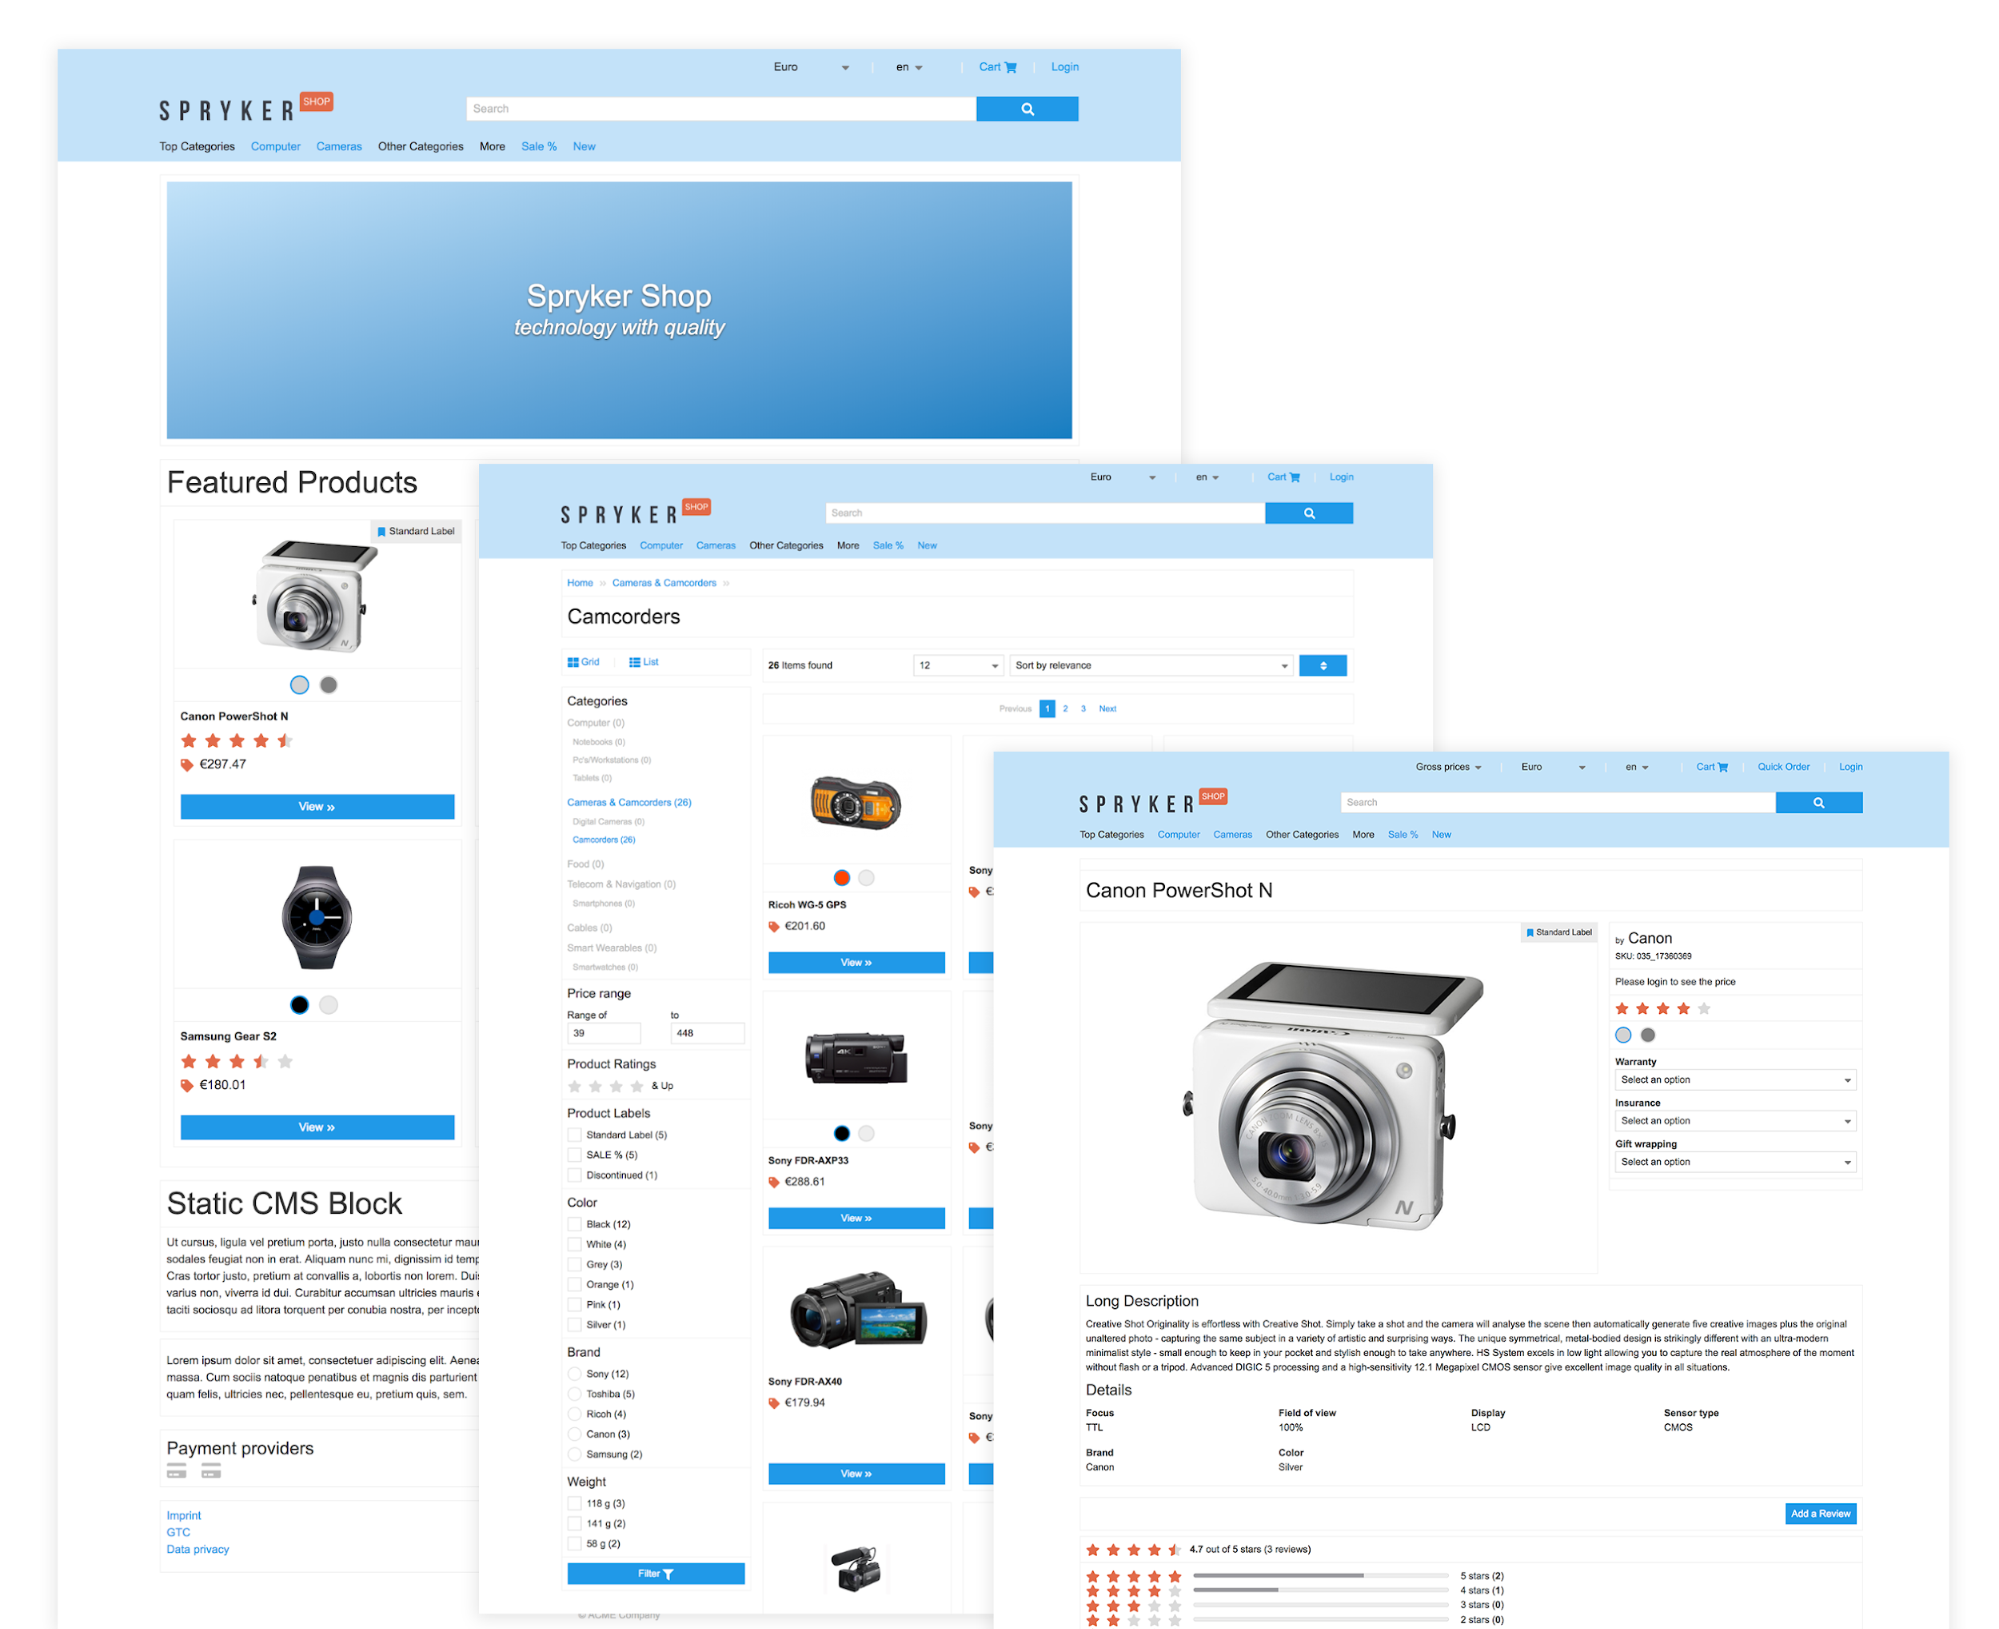 Euro
en
Cart
Login
SPRYKER SHOP
Search
Top Categories Computer Cameras Other Categories More Sale % New
Spryker Shop
technology with quality
Featured Products
Standard Label
Canon PowerShot N
€297.47
View »
Samsung Gear S2
€180.01
View »
Static CMS Block
Ut cursus, ligula vel pretium porta, justo nulla consectetur
sodales feugiat non in erat. Aliquam nunc mi, dignissim id
Cras tortor justo, pretium at convallis a, lobortis non lorem.
varius non, viverra id dui. Curabitur accumsan ultricies mauris
taciti sociosqu ad litora torquent per conubia nostra, per
Lorem ipsum dolor sit amet, consectetuer adipiscing elit.
massa. Cum sociis natoque penatibus et magnis dis parturient
quam felis, ultricies nec, pellentesque eu, pretium quis, sem.
Payment providers
Imprint
GTC
Data privacy
© ACME Company
Euro
en
Cart
Login
SPRYKER SHOP
Search
Top Categories Computer Cameras Other Categories More Sale % New
Home » Cameras & Camcorders »
Camcorders
Grid
List
26 Items found
12
Sort by relevance
Previous 1 2 3 Next
Categories
Computer (0)
Notebooks (0)
Pc's/Workstations (0)
Tablets (0)
Cameras & Camcorders (26)
Digital Cameras (0)
Camcorders (26)
Food (0)
Telecom & Navigation (0)
Smartphones (0)
Cables (0)
Smart Wearables (0)
Smartwatches (0)
Price range
Range of to
39 448
Product Ratings
& Up
Product Labels
Standard Label (5)
SALE % (5)
Discontinued (1)
Color
Black (12)
White (4)
Grey (3)
Orange (1)
Pink (1)
Silver (1)
Brand
Sony (12)
Toshiba (5)
Ricoh (4)
Canon (3)
Samsung (2)
Weight
118 g (3)
141 g (2)
58 g (2)
Filter
Ricoh WG-5 GPS
€201.60
View »
Sony
€
4K
Sony FDR-AXP33
€288.61
View »
Sony
€
Sony FDR-AX40
€179.94
View »
Sony
€
Gross prices
Euro
en
Cart
Quick Order
Login
SPRYKER SHOP
Search
Top Categories Computer Cameras Other Categories More Sale % New
Canon PowerShot N
Standard Label
Canon
CANON ZOOM LENS 8×
5.0-40.0mm 1:3.0-5.9
N
by Canon
SKU: 035_17360369
Please login to see the price
Warranty
Select an option
Insurance
Select an option
Gift wrapping
Select an option
Long Description
Creative Shot Originality is effortless with Creative Shot. Simply take a shot and the camera will analyse the scene then automatically generate five creative images plus the original
unaltered photo - capturing the same subject in a variety of artistic and surprising ways. The unique symmetrical, metal-bodied design is strikingly different with an ultra-modern
minimalist style - small enough to keep in your pocket and stylish enough to take anywhere. HS System excels in low light allowing you to capture the real atmosphere of the moment
without flash or a tripod. Advanced DIGIC 5 processing and a high-sensitivity 12.1 Megapixel CMOS sensor give excellent image quality in all situations.
Details
Focus Field of view Display Sensor type
TTL 100% LCD CMOS
Brand Color
Canon Silver
Add a Review
4.7 out of 5 stars (3 reviews)
5 stars (2)
4 stars (1)
3 stars (0)
2 stars (0)